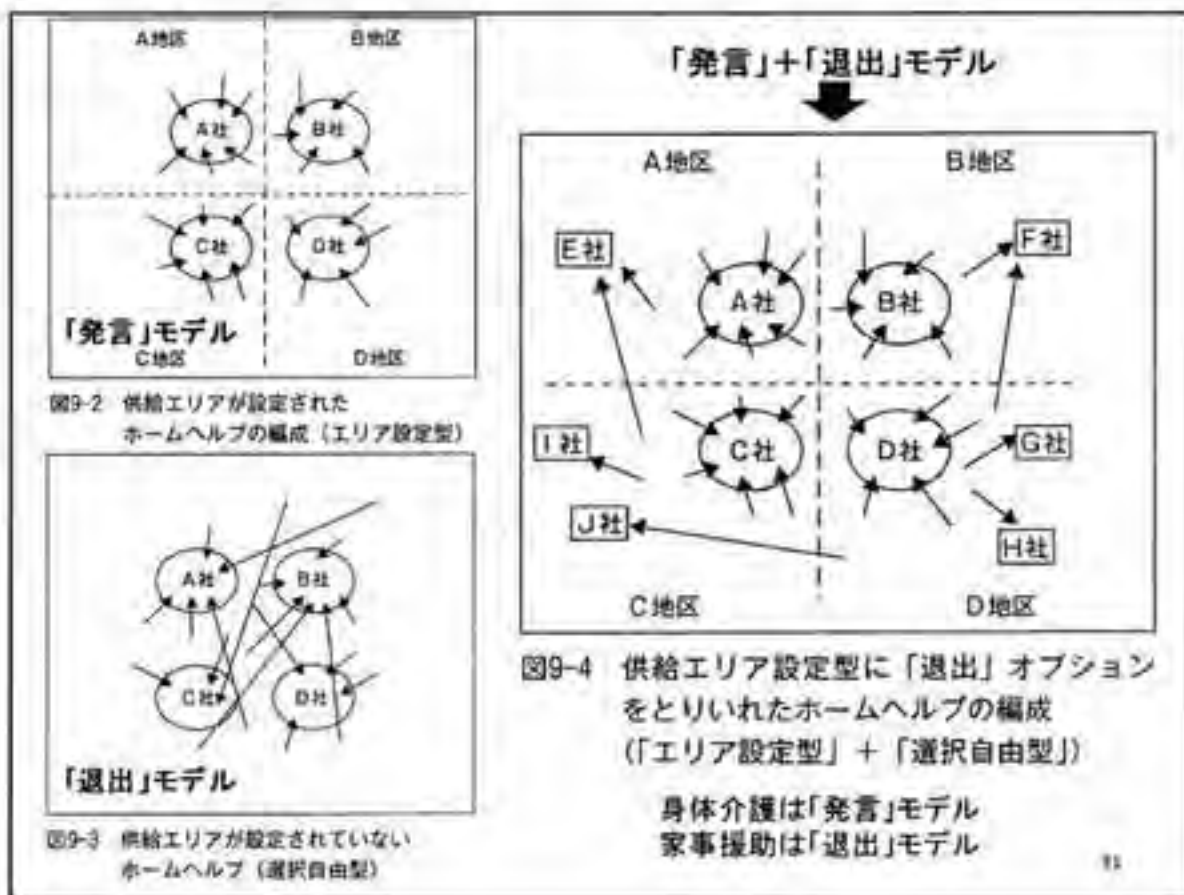 A地区
B地区
A社
B社
C社
D社
「発言」モデル
C地区
D地区
図9-2 供給エリアが設定された
ホームヘルプの編成(エリア設定型)
A社
B社
C社
D社
「退出」モデル
図9-3 供給エリアが設定されていない
ホームヘルプ(選択自由型)
「発言」+「退出」モデル
A地区
B地区
E社
F社
A社
B社
I社
C社
D社
G社
J社
H社
C地区
D地区
図9-4 供給エリア設定型に「退出」オプション
をとりいれたホームヘルプの編成
(「エリア設定型」+「選択自由型」)
身体介護は「発言」モデル
家事援助は「退出」モデル